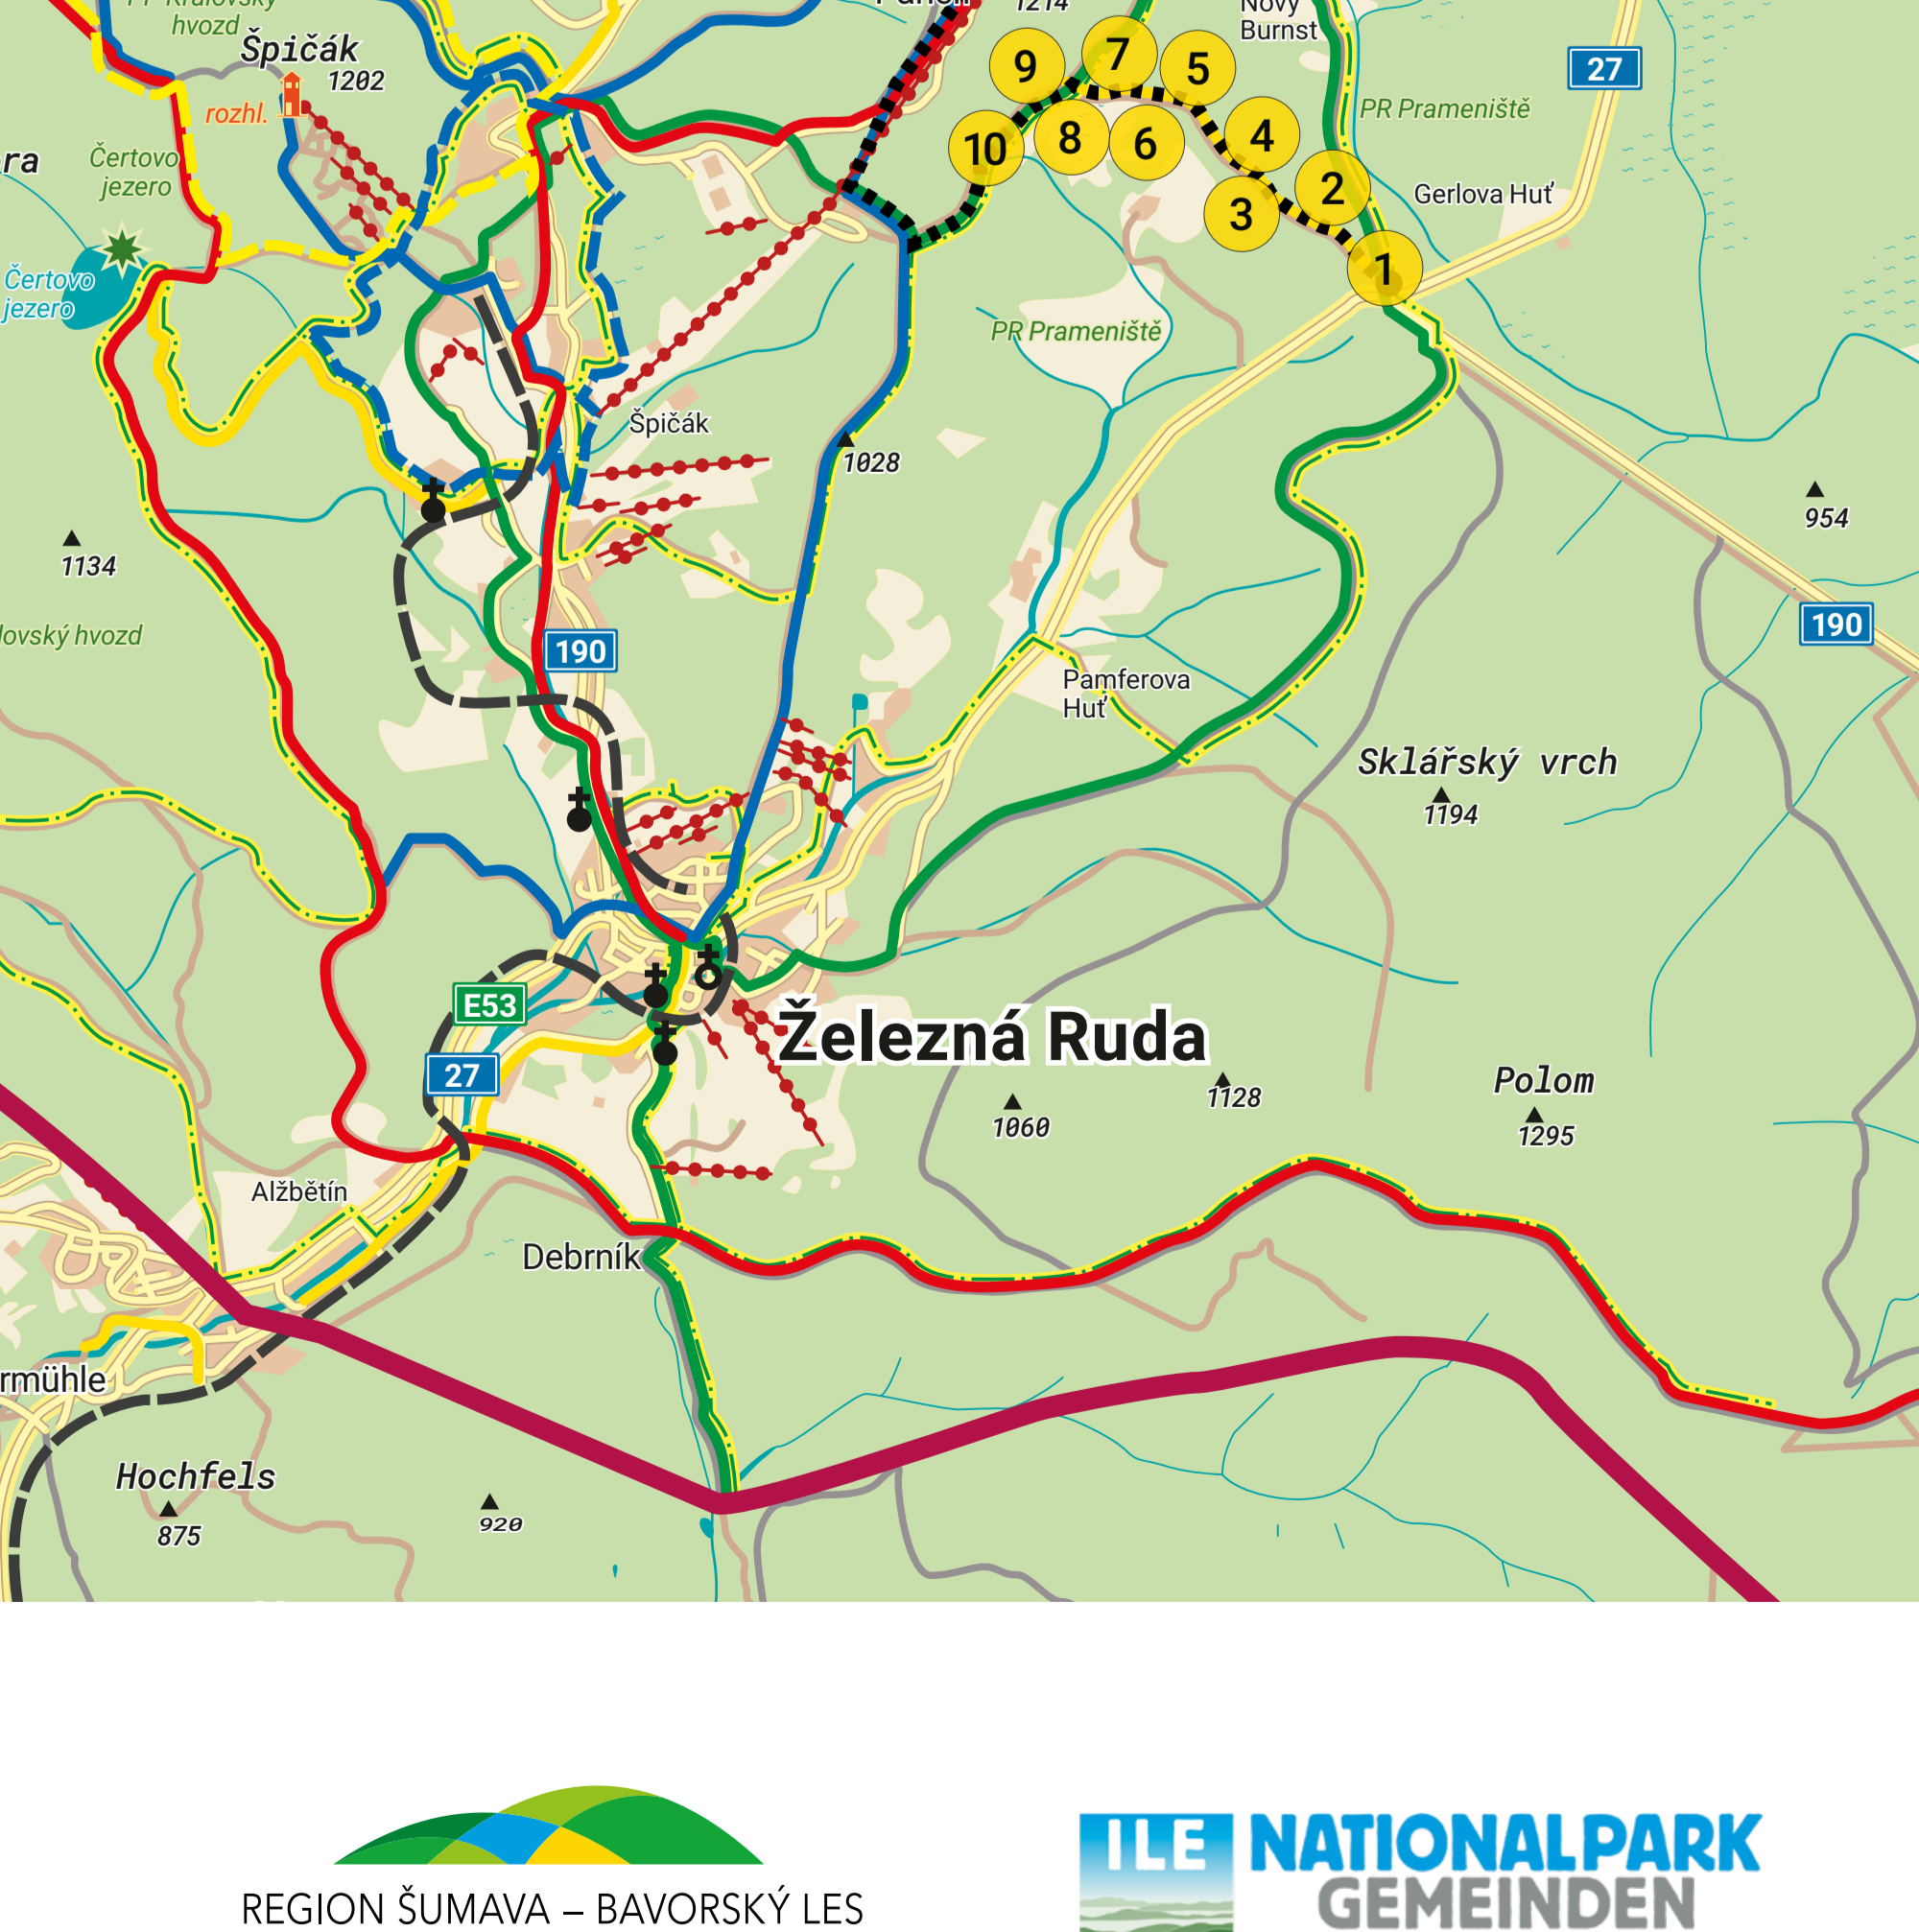 hvozd
Špičák
1202
rozhl.
Čertovo
jezero
Čertovo
jezero
1214
Nový
Burnst
27
PR Prameniště
Gerlova Huť
9
7
5
10
8
6
4
3
2
1
PR Prameniště
Špičák
1028
954
1134
190
190
Pamferova
Huť
Sklářský vrch
1194
E53
27
Železná Ruda
1060
1128
Polom
1295
Alžbětín
Debrník
Hochfels
875
920
REGION ŠUMAVA – BAVORSKÝ LES
ILE NATIONALPARK
GEMEINDEN